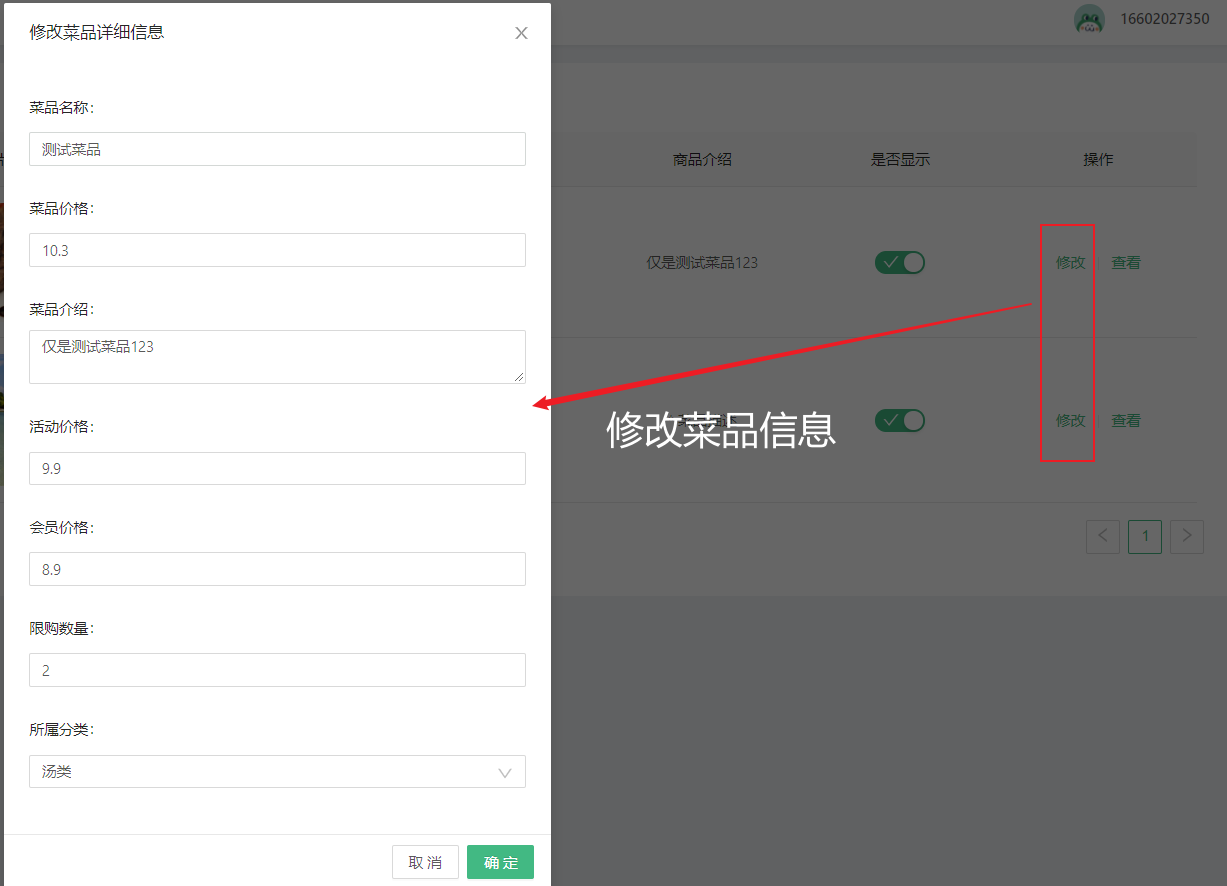 修改菜品详细信息
16602027350
菜品名称:
测试菜品
商品介绍 是否显示 操作
菜品价格:
10.3
仅是测试菜品123 修改 查看
菜品介绍:
仅是测试菜品123
修改菜品信息
修改 查看
活动价格:
9.9
会员价格:
8.9
1
限购数量:
2
所属分类:
汤类
取 消 确 定